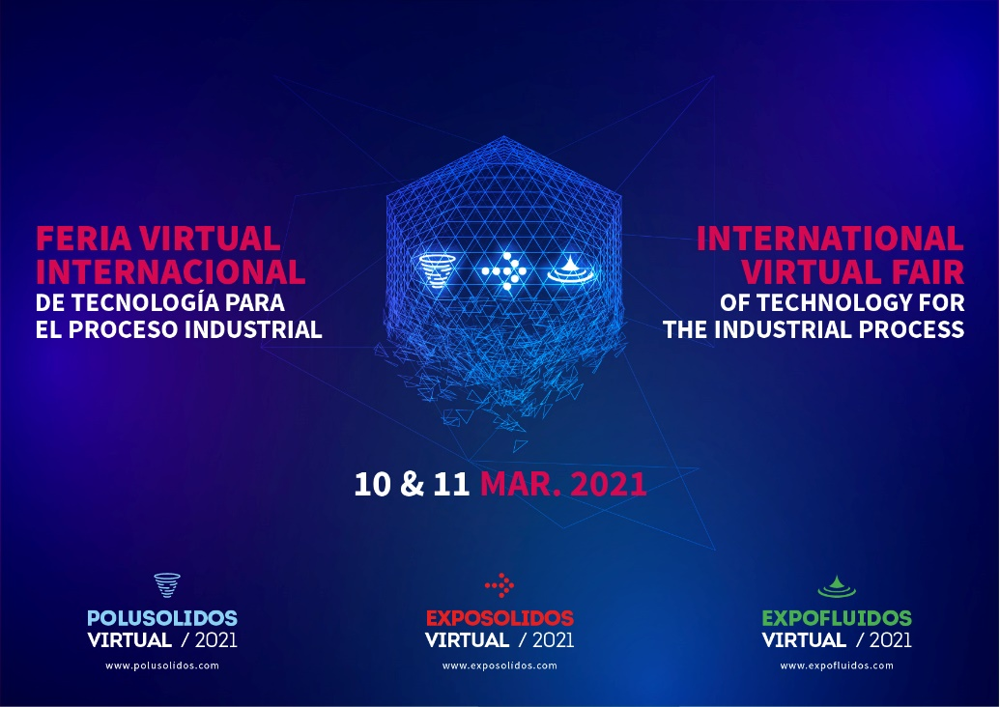 FERIA VIRTUAL
INTERNACIONAL
DE TECNOLOGÍA PARA
EL PROCESO INDUSTRIAL
INTERNATIONAL
VIRTUAL FAIR
OF TECHNOLOGY FOR
THE INDUSTRIAL PROCESS
10 & 11 MAR. 2021
POLUSOLIDOS
VIRTUAL / 2021
www.polusolidos.com
EXPOSOLIDOS
VIRTUAL / 2021
www.exposolidos.com
EXPOFLUIDOS
VIRTUAL / 2021
www.expofluidos.com